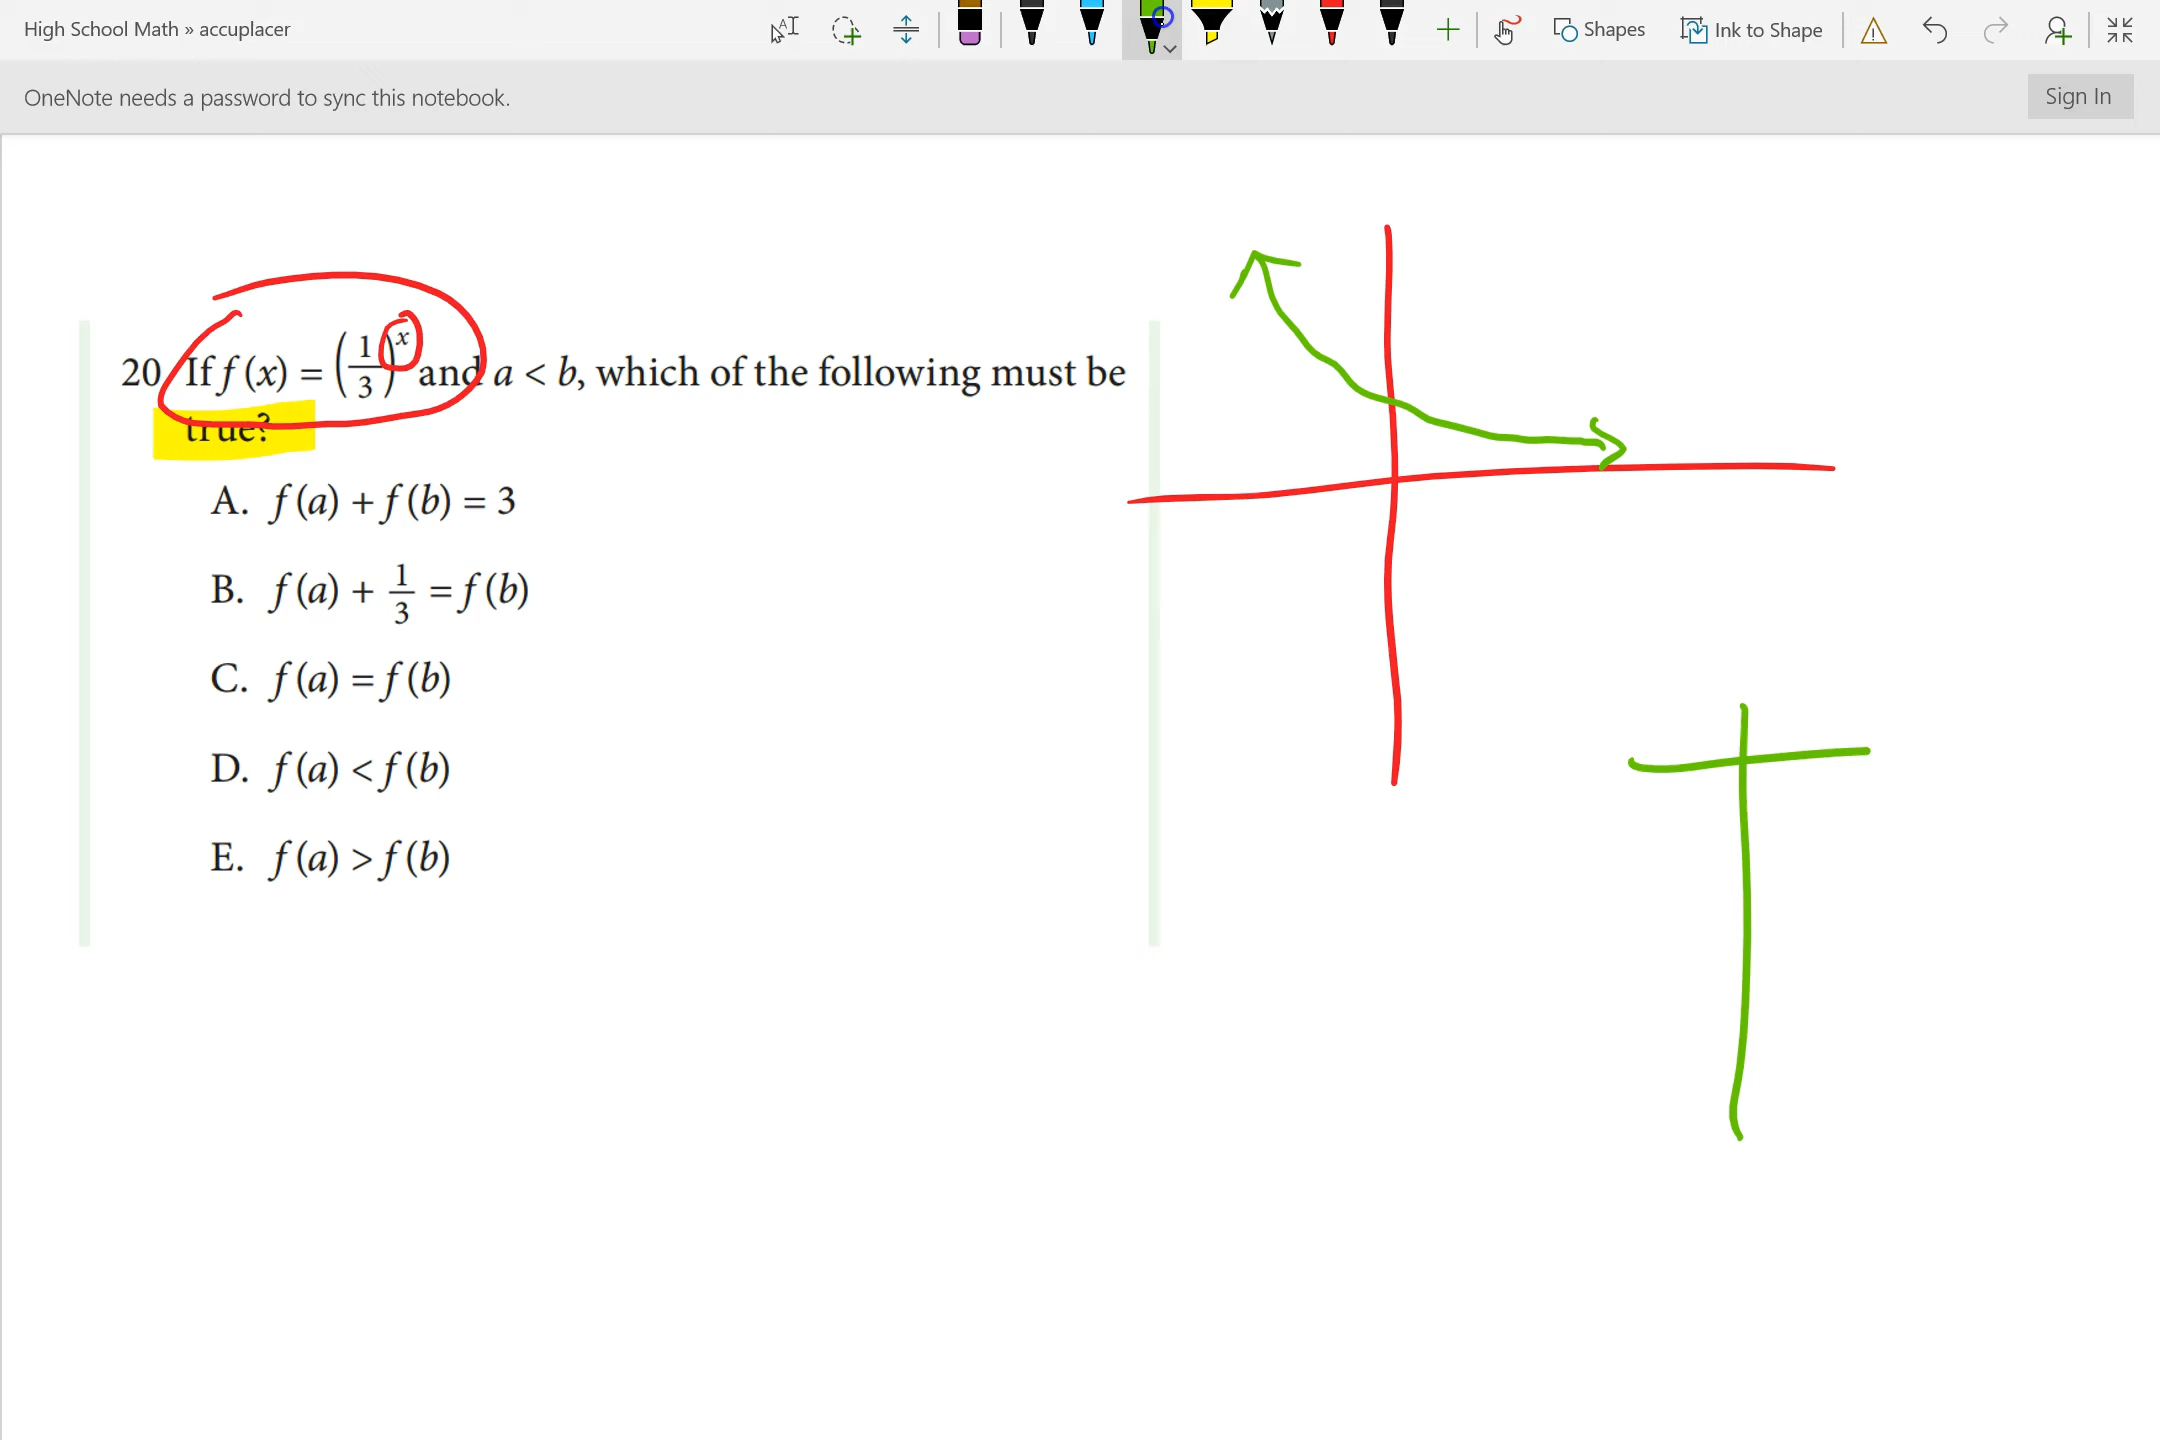 High School Math » accuplacer
Shapes
Ink to Shape
OneNote needs a password to sync this notebook.
Sign In
20. If f(x) = (1/3)^x and a < b, which of the following must be
true?
A. f(a) + f(b) = 3
B. f(a) + 1/3 = f(b)
C. f(a) = f(b)
D. f(a) < f(b)
E. f(a) > f(b)